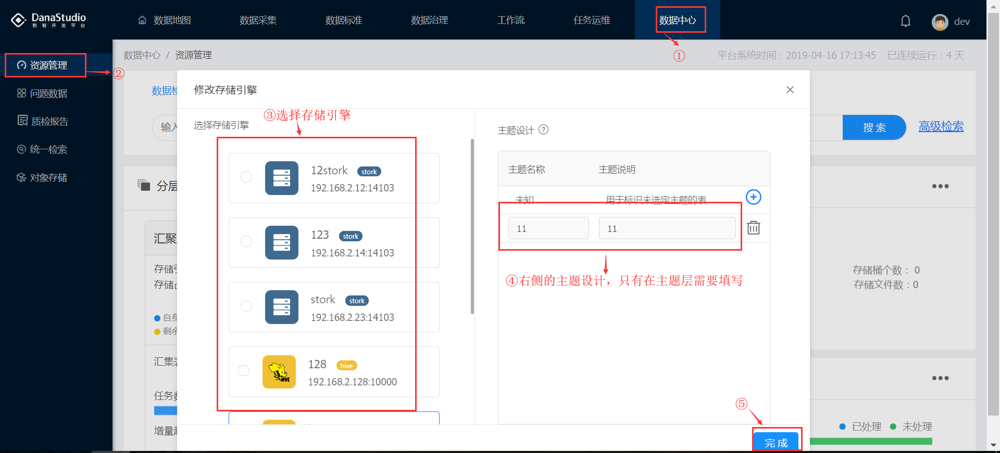 DanaStudio
数智开发平台
数据地图
数据采集
数据标准
数据治理
工作流
任务运维
数据中心
dev
①
资源管理
②
问题数据
质检报告
统一检索
对象存储
数据中心 / 资源管理
平台系统时间：2019-04-16 17:13:45 已连续运行：4 天
数据检
输入
搜 索
高级检索
分层
汇聚
存储引
存储占
自身
剩余
汇集表
任务数
增量趋
修改存储引擎
选择存储引擎
③选择存储引擎
12stork stork
192.168.2.12:14103
123 stork
192.168.2.14:14103
stork stork
192.168.2.23:14103
HIVE
128 hive
192.168.2.128:10000
主题设计 ?
主题名称 主题说明
未知 用于标识未选定主题的表
11 11
④右侧的主题设计，只有在主题层需要填写
⑤
完 成
存储桶个数： 0
存储文件数：0
已处理 未处理